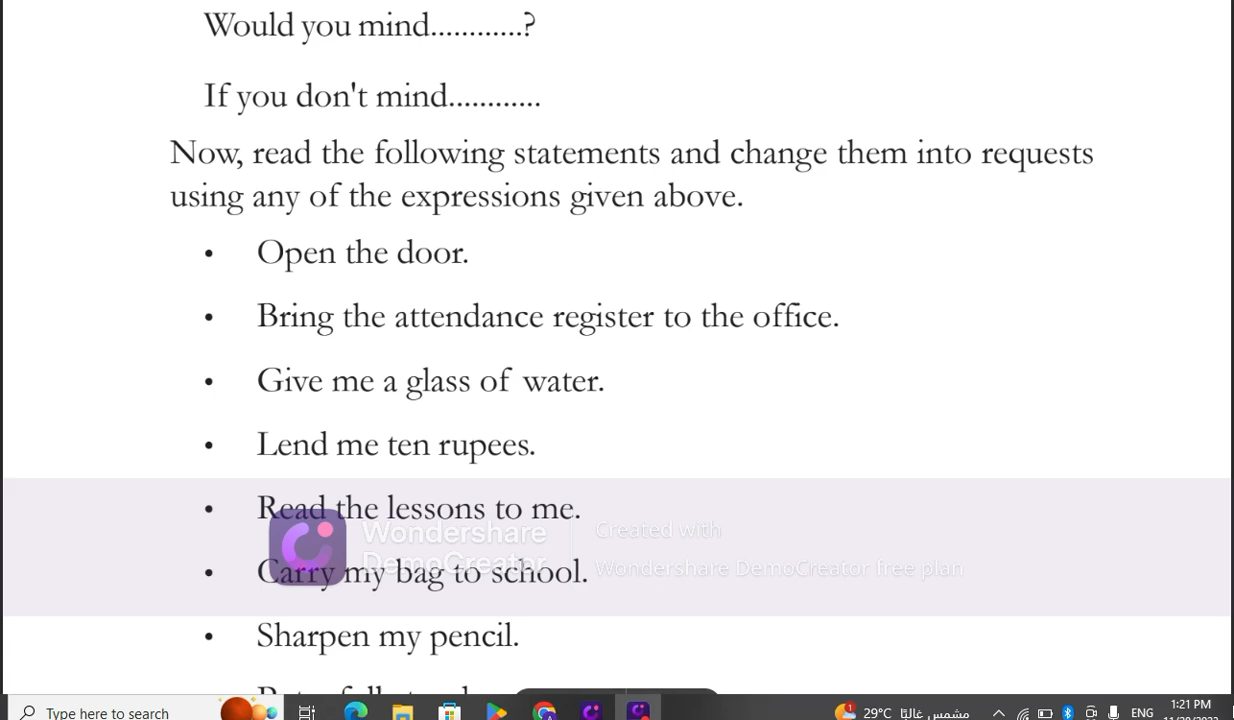 Would you mind............?
If you don't mind............
Now, read the following statements and change them into requests
using any of the expressions given above.
• Open the door.
• Bring the attendance register to the office.
• Give me a glass of water.
• Lend me ten rupees.
• Read the lessons to me.
Wondershare
DemoCreator
Created with
Wondershare DemoCreator free plan
• Carry my bag to school.
• Sharpen my pencil.
Type here to search
1
29°C مشمس غالبًا
ENG
1:21 PM